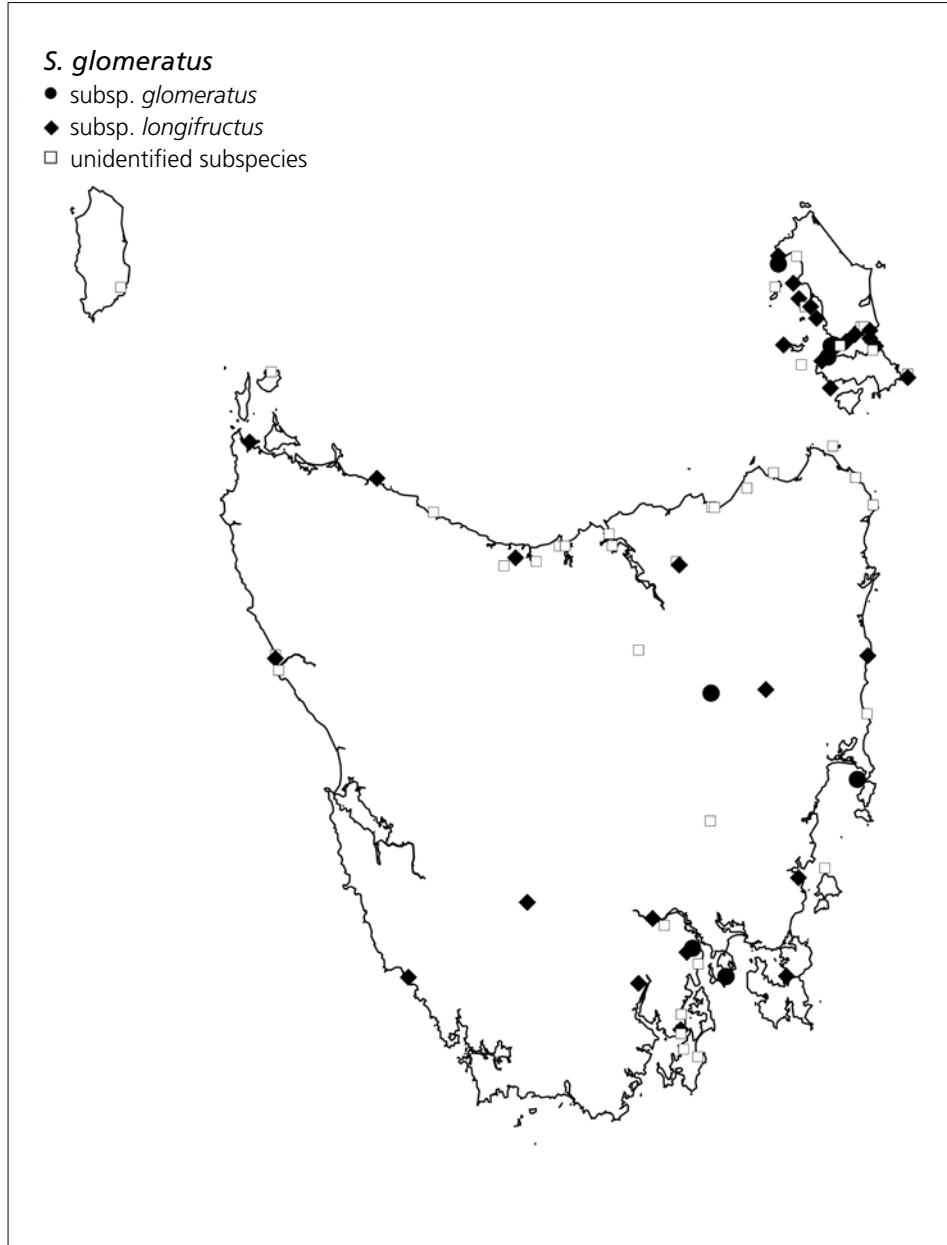 S. glomeratus
subsp. glomeratus
subsp. longifructus
unidentified subspecies